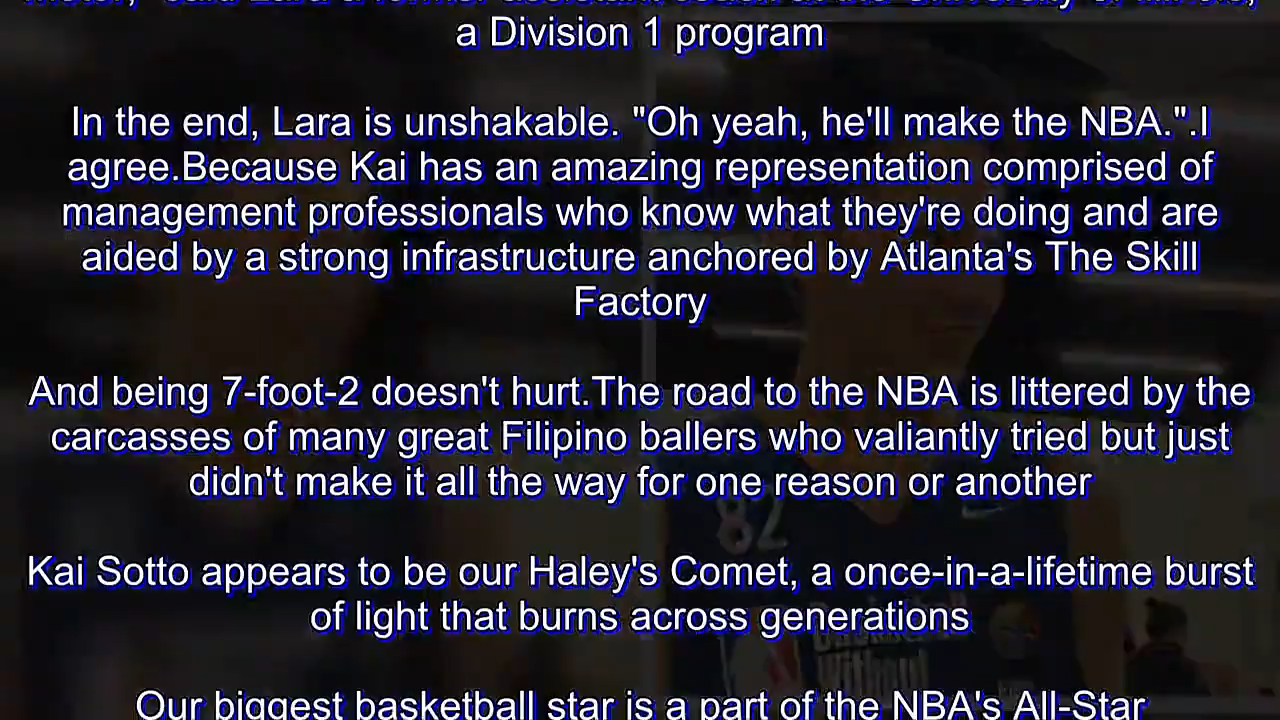 a Division 1 program
In the end, Lara is unshakable. "Oh yeah, he'll make the NBA.".I
agree.Because Kai has an amazing representation comprised of
management professionals who know what they're doing and are
aided by a strong infrastructure anchored by Atlanta's The Skill
Factory
And being 7-foot-2 doesn't hurt.The road to the NBA is littered by the
carcasses of many great Filipino ballers who valiantly tried but just
didn't make it all the way for one reason or another
Kai Sotto appears to be our Haley's Comet, a once-in-a-lifetime burst
of light that burns across generations
Our biggest basketball star is a part of the NBA's All-Star
82
Basketball
Without